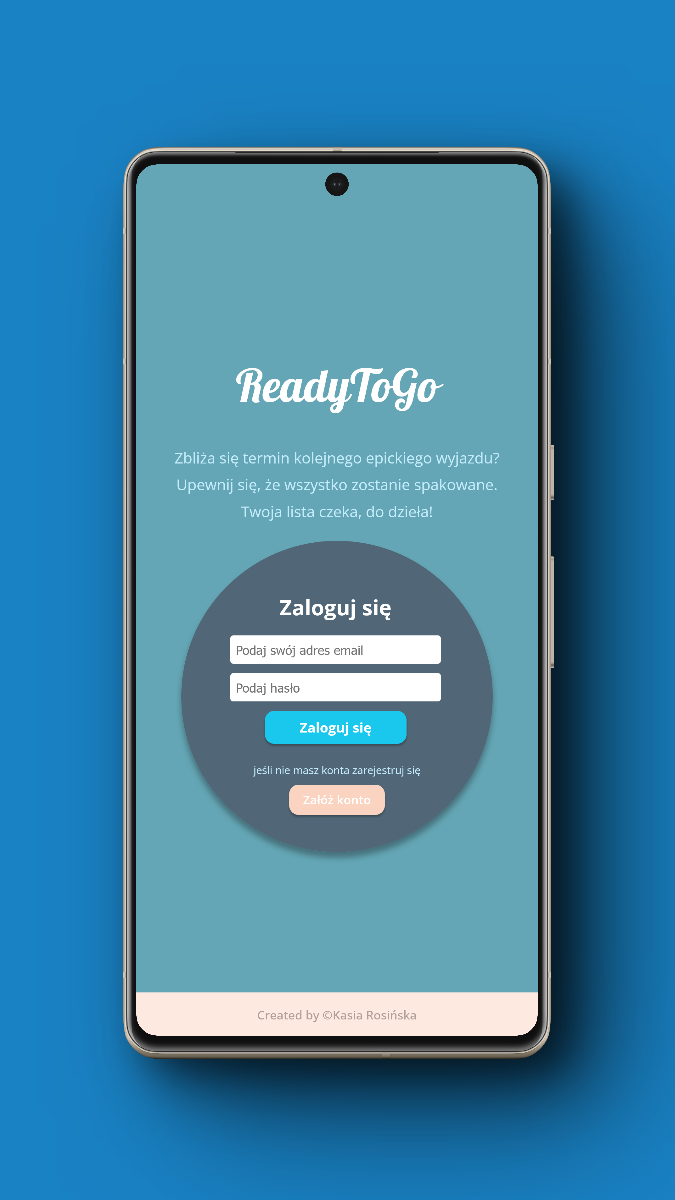 ReadyToGo
Zbliża się termin kolejnego epickiego wyjazdu?
Upewnij się, że wszystko zostanie spakowane.
Twoja lista czeka, do dzieła!
Zaloguj się
Podaj swój adres email
Podaj hasło
Zaloguj się
jeśli nie masz konta zarejestruj się
Załóż konto
Created by ©Kasia Rosińska